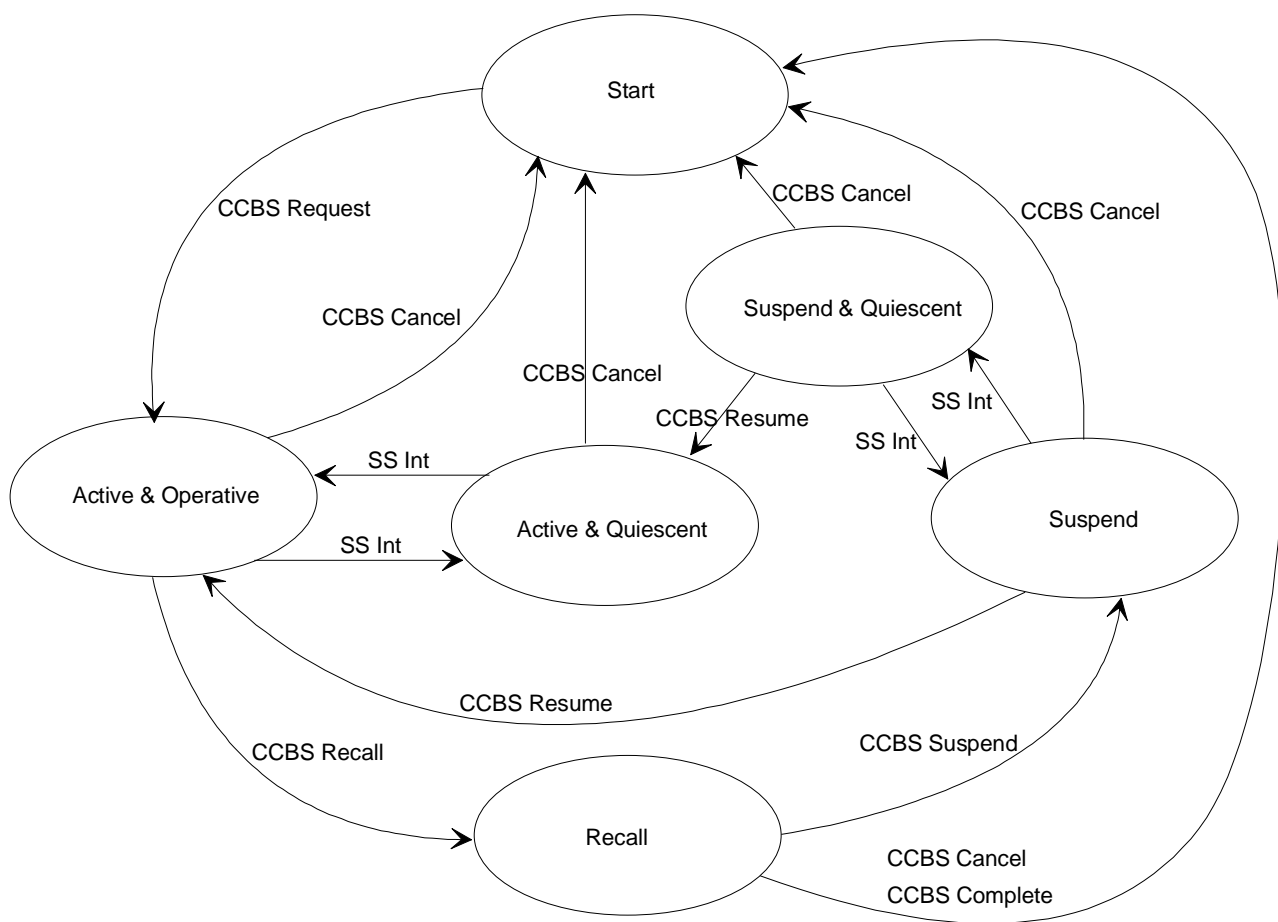 Start
CCBS Cancel
CCBS Request
CCBS Cancel
Suspend & Quiescent
CCBS Cancel
CCBS Cancel
SS Int
CCBS Resume
SS Int
SS Int
Active & Operative
Active & Quiescent
Suspend
SS Int
CCBS Resume
CCBS Recall
CCBS Suspend
Recall
CCBS Cancel
CCBS Complete